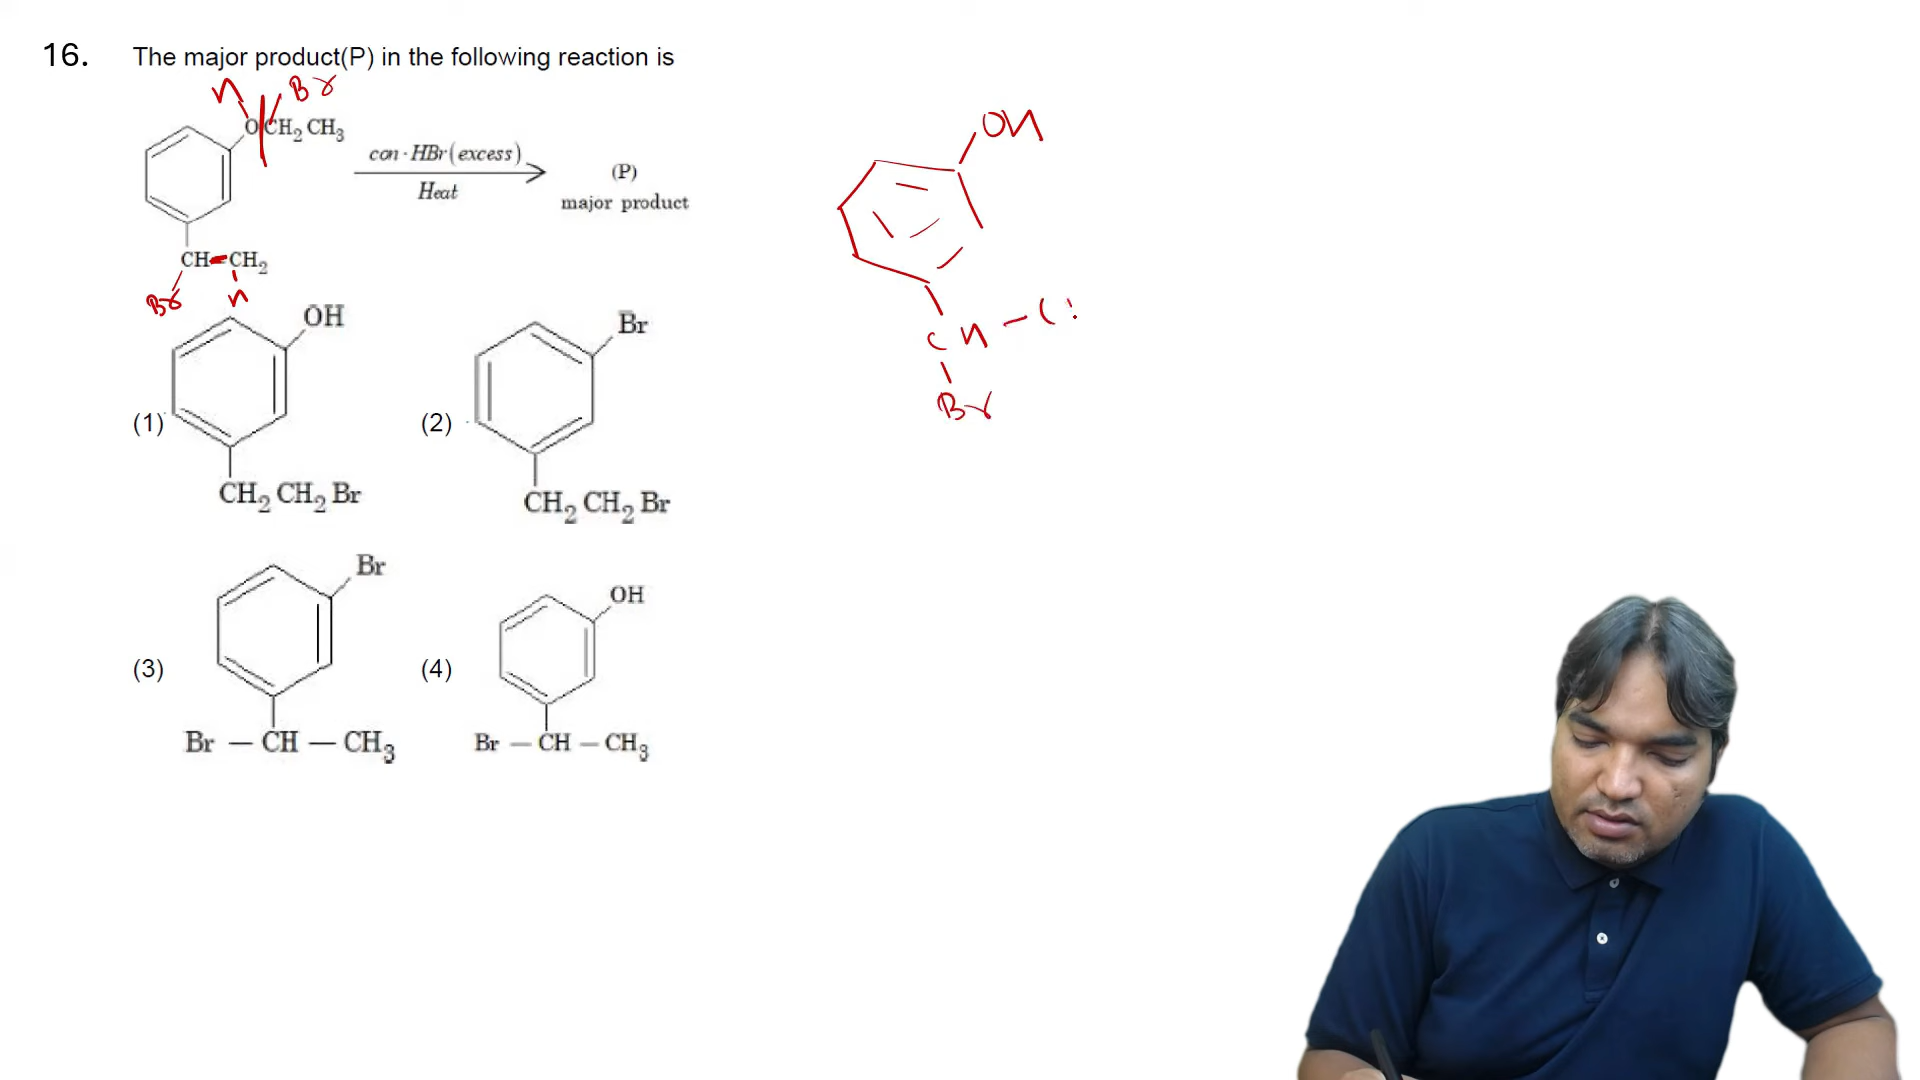 16. The major product(P) in the following reaction is
n Br
OCH2 CH3
con·HBr(excess)
Heat
(P)
major product
CH-CH2
Br n
(1) OH
CH2 CH2 Br
(2) Br
CH2 CH2 Br
(3) Br
Br — CH — CH3
(4) OH
Br — CH — CH3
OH
CH - C
Br